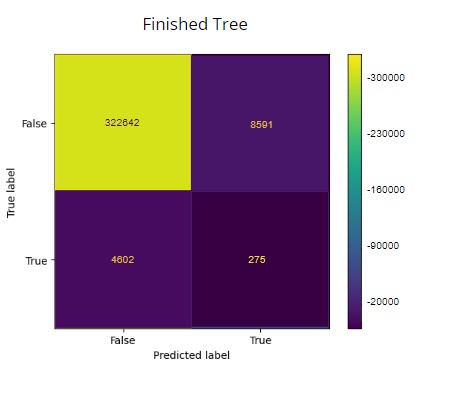 Finished Tree
False
322642
8591
True
4602
275
False
True
Predicted label
True label
-300000
-230000
-160000
-90000
-20000